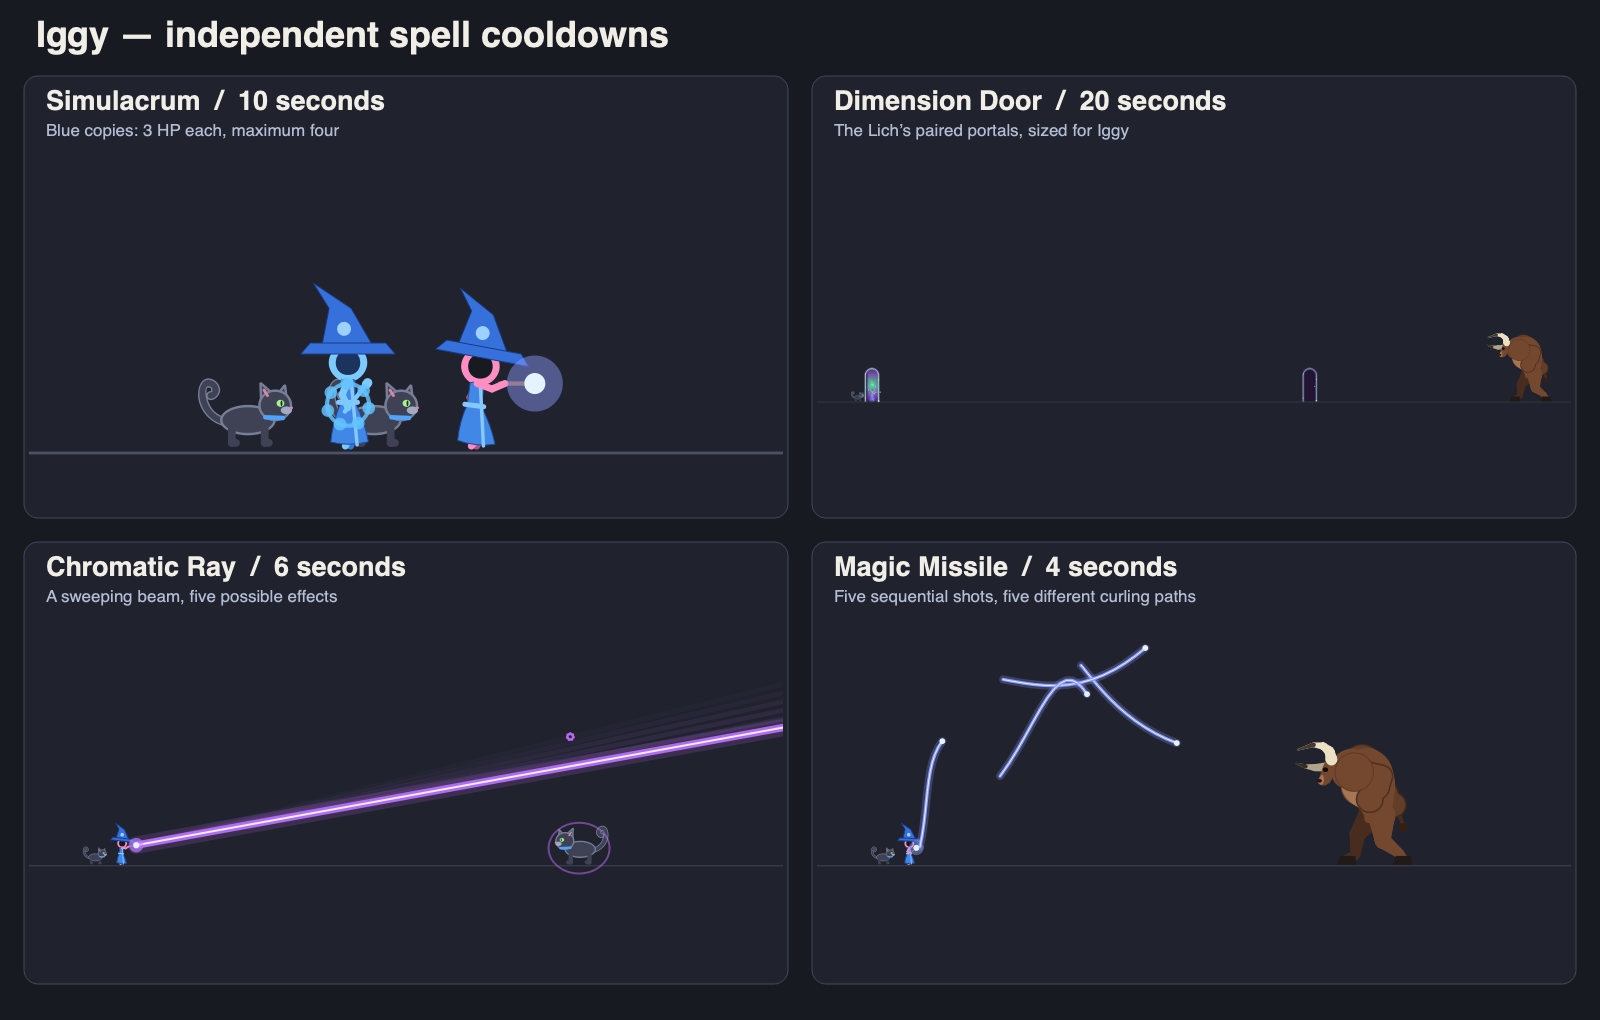 Iggy — independent spell cooldowns
Simulacrum / 10 seconds
Blue copies: 3 HP each, maximum four
Dimension Door / 20 seconds
The Lich’s paired portals, sized for Iggy
Chromatic Ray / 6 seconds
A sweeping beam, five possible effects
Magic Missile / 4 seconds
Five sequential shots, five different curling paths